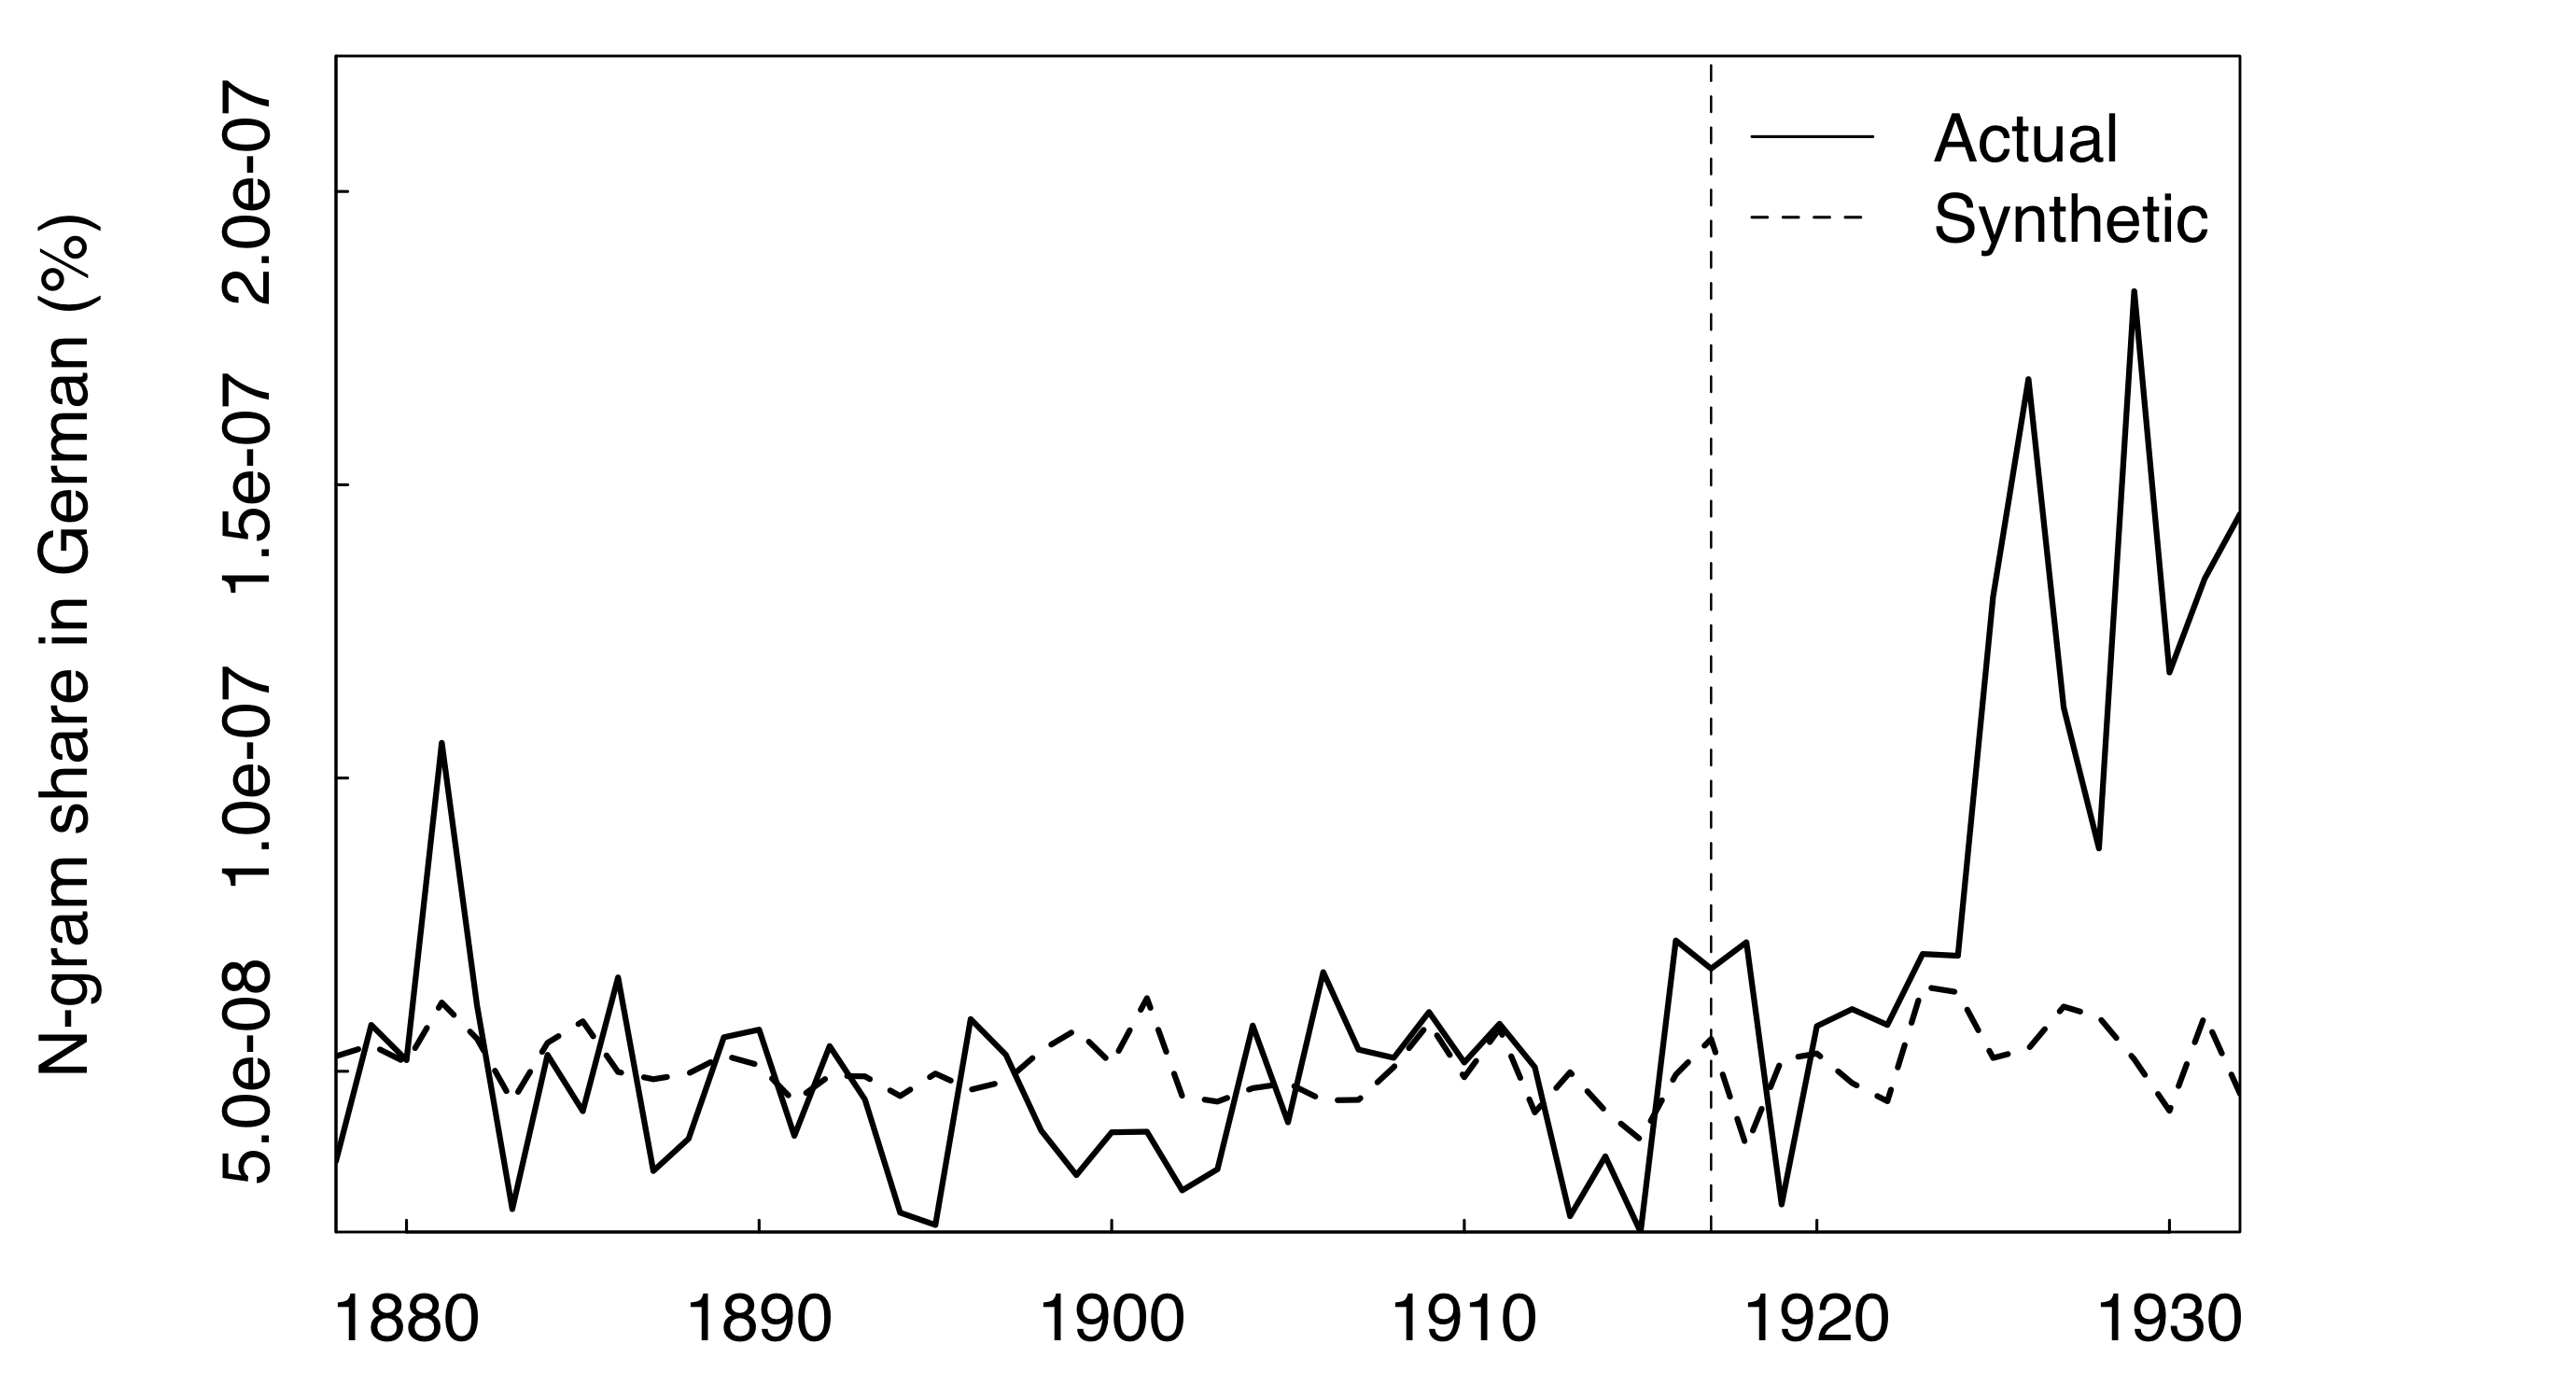 N-gram share in German (%)
2.0e-07
1.5e-07
1.0e-07
5.0e-08
Actual
Synthetic
1880 1890 1900 1910 1920 1930